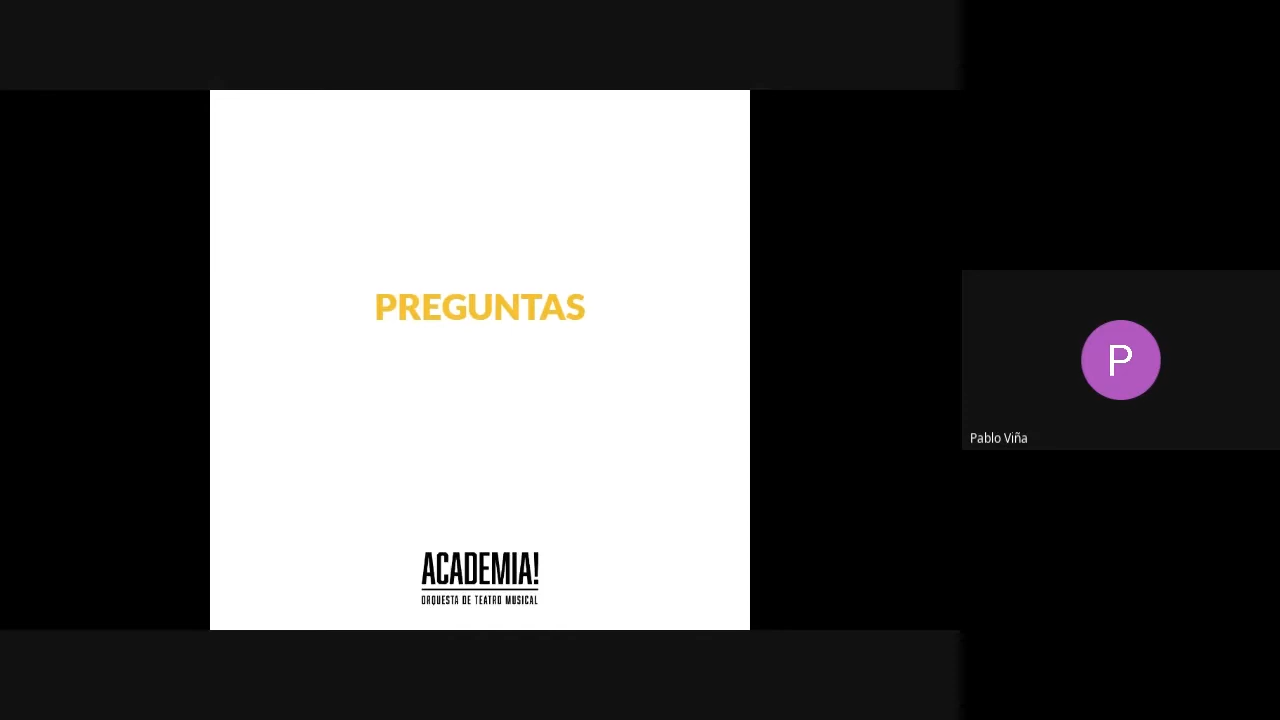 PREGUNTAS
P
Pablo Viña
ACADEMIA!
ORQUESTA DE TEATRO MUSICAL